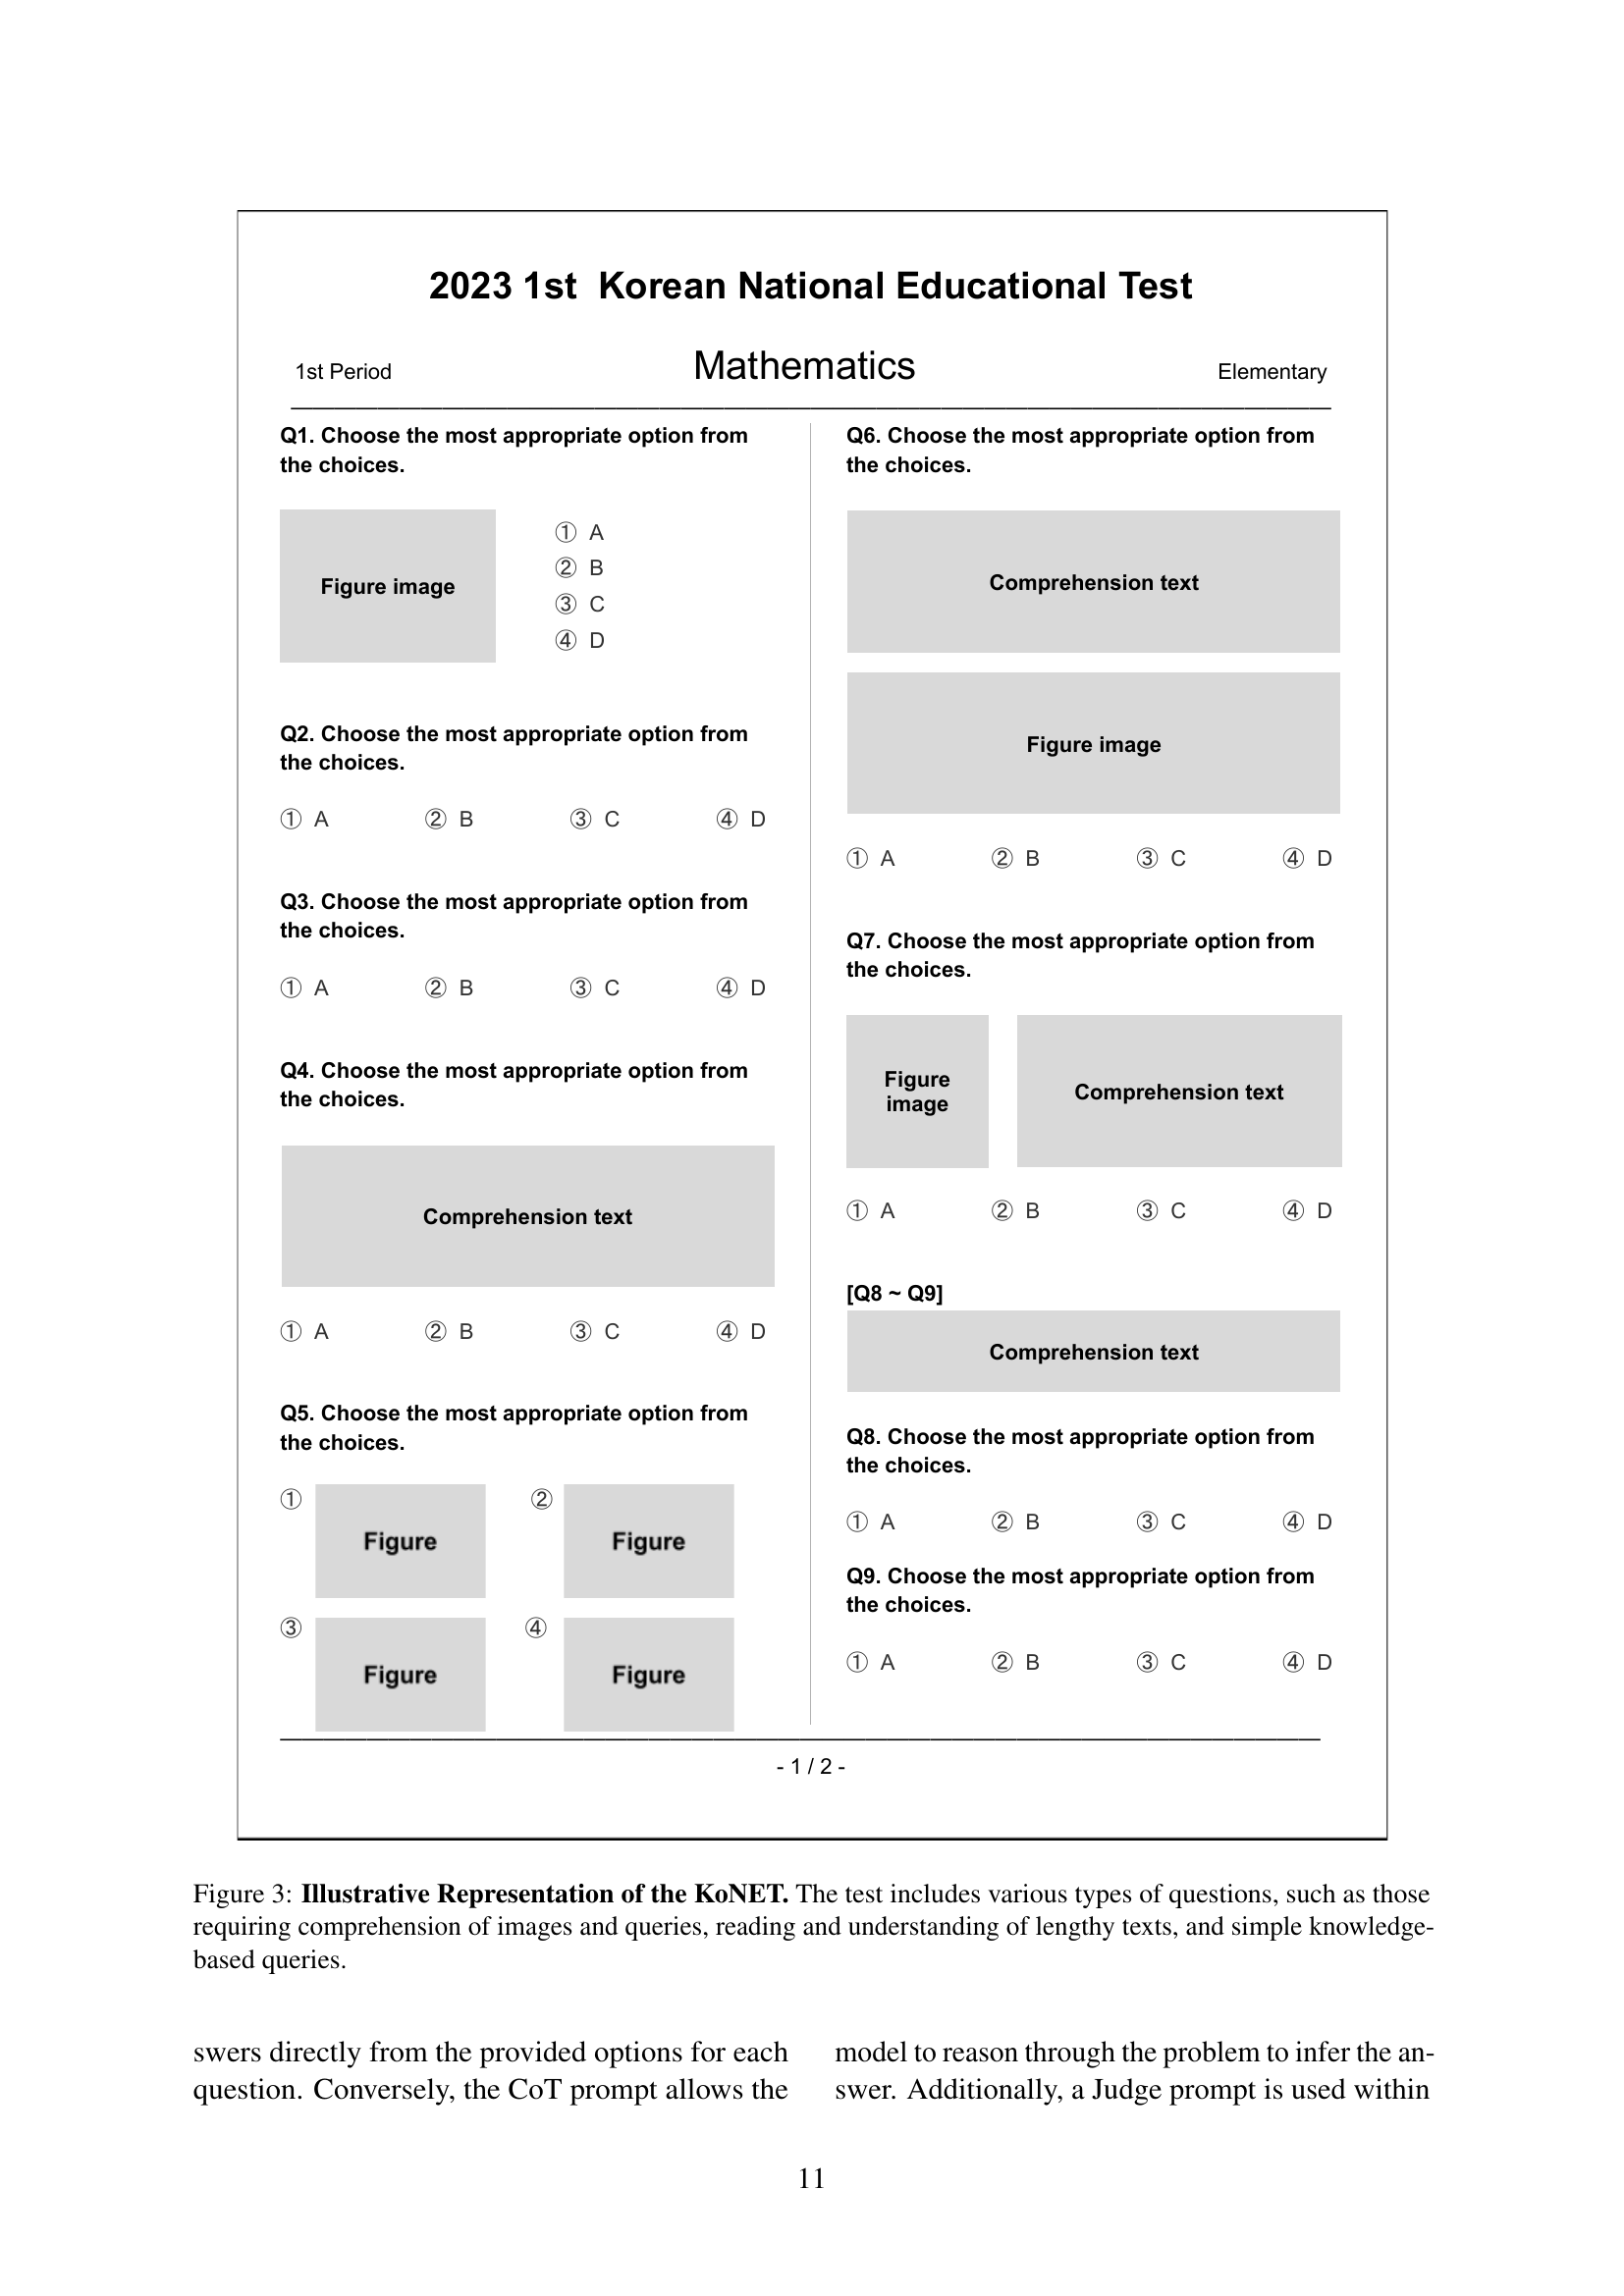 2023 1st Korean National Educational Test
1st Period
Mathematics
Elementary
Q1. Choose the most appropriate option from
the choices.
Figure image
① A
② B
③ C
④ D
Q2. Choose the most appropriate option from
the choices.
① A ② B ③ C ④ D
Q3. Choose the most appropriate option from
the choices.
① A ② B ③ C ④ D
Q4. Choose the most appropriate option from
the choices.
Comprehension text
① A ② B ③ C ④ D
Q5. Choose the most appropriate option from
the choices.
① Figure ② Figure
③ Figure ④ Figure
Q6. Choose the most appropriate option from
the choices.
Comprehension text
Figure image
① A ② B ③ C ④ D
Q7. Choose the most appropriate option from
the choices.
Figure
image
Comprehension text
① A ② B ③ C ④ D
[Q8 ~ Q9]
Comprehension text
Q8. Choose the most appropriate option from
the choices.
① A ② B ③ C ④ D
Q9. Choose the most appropriate option from
the choices.
① A ② B ③ C ④ D
- 1 / 2 -
Figure 3: Illustrative Representation of the KoNET. The test includes various types of questions, such as those
requiring comprehension of images and queries, reading and understanding of lengthy texts, and simple knowledge-
based queries.
swers directly from the provided options for each
question. Conversely, the CoT prompt allows the
model to reason through the problem to infer the an-
swer. Additionally, a Judge prompt is used within
11